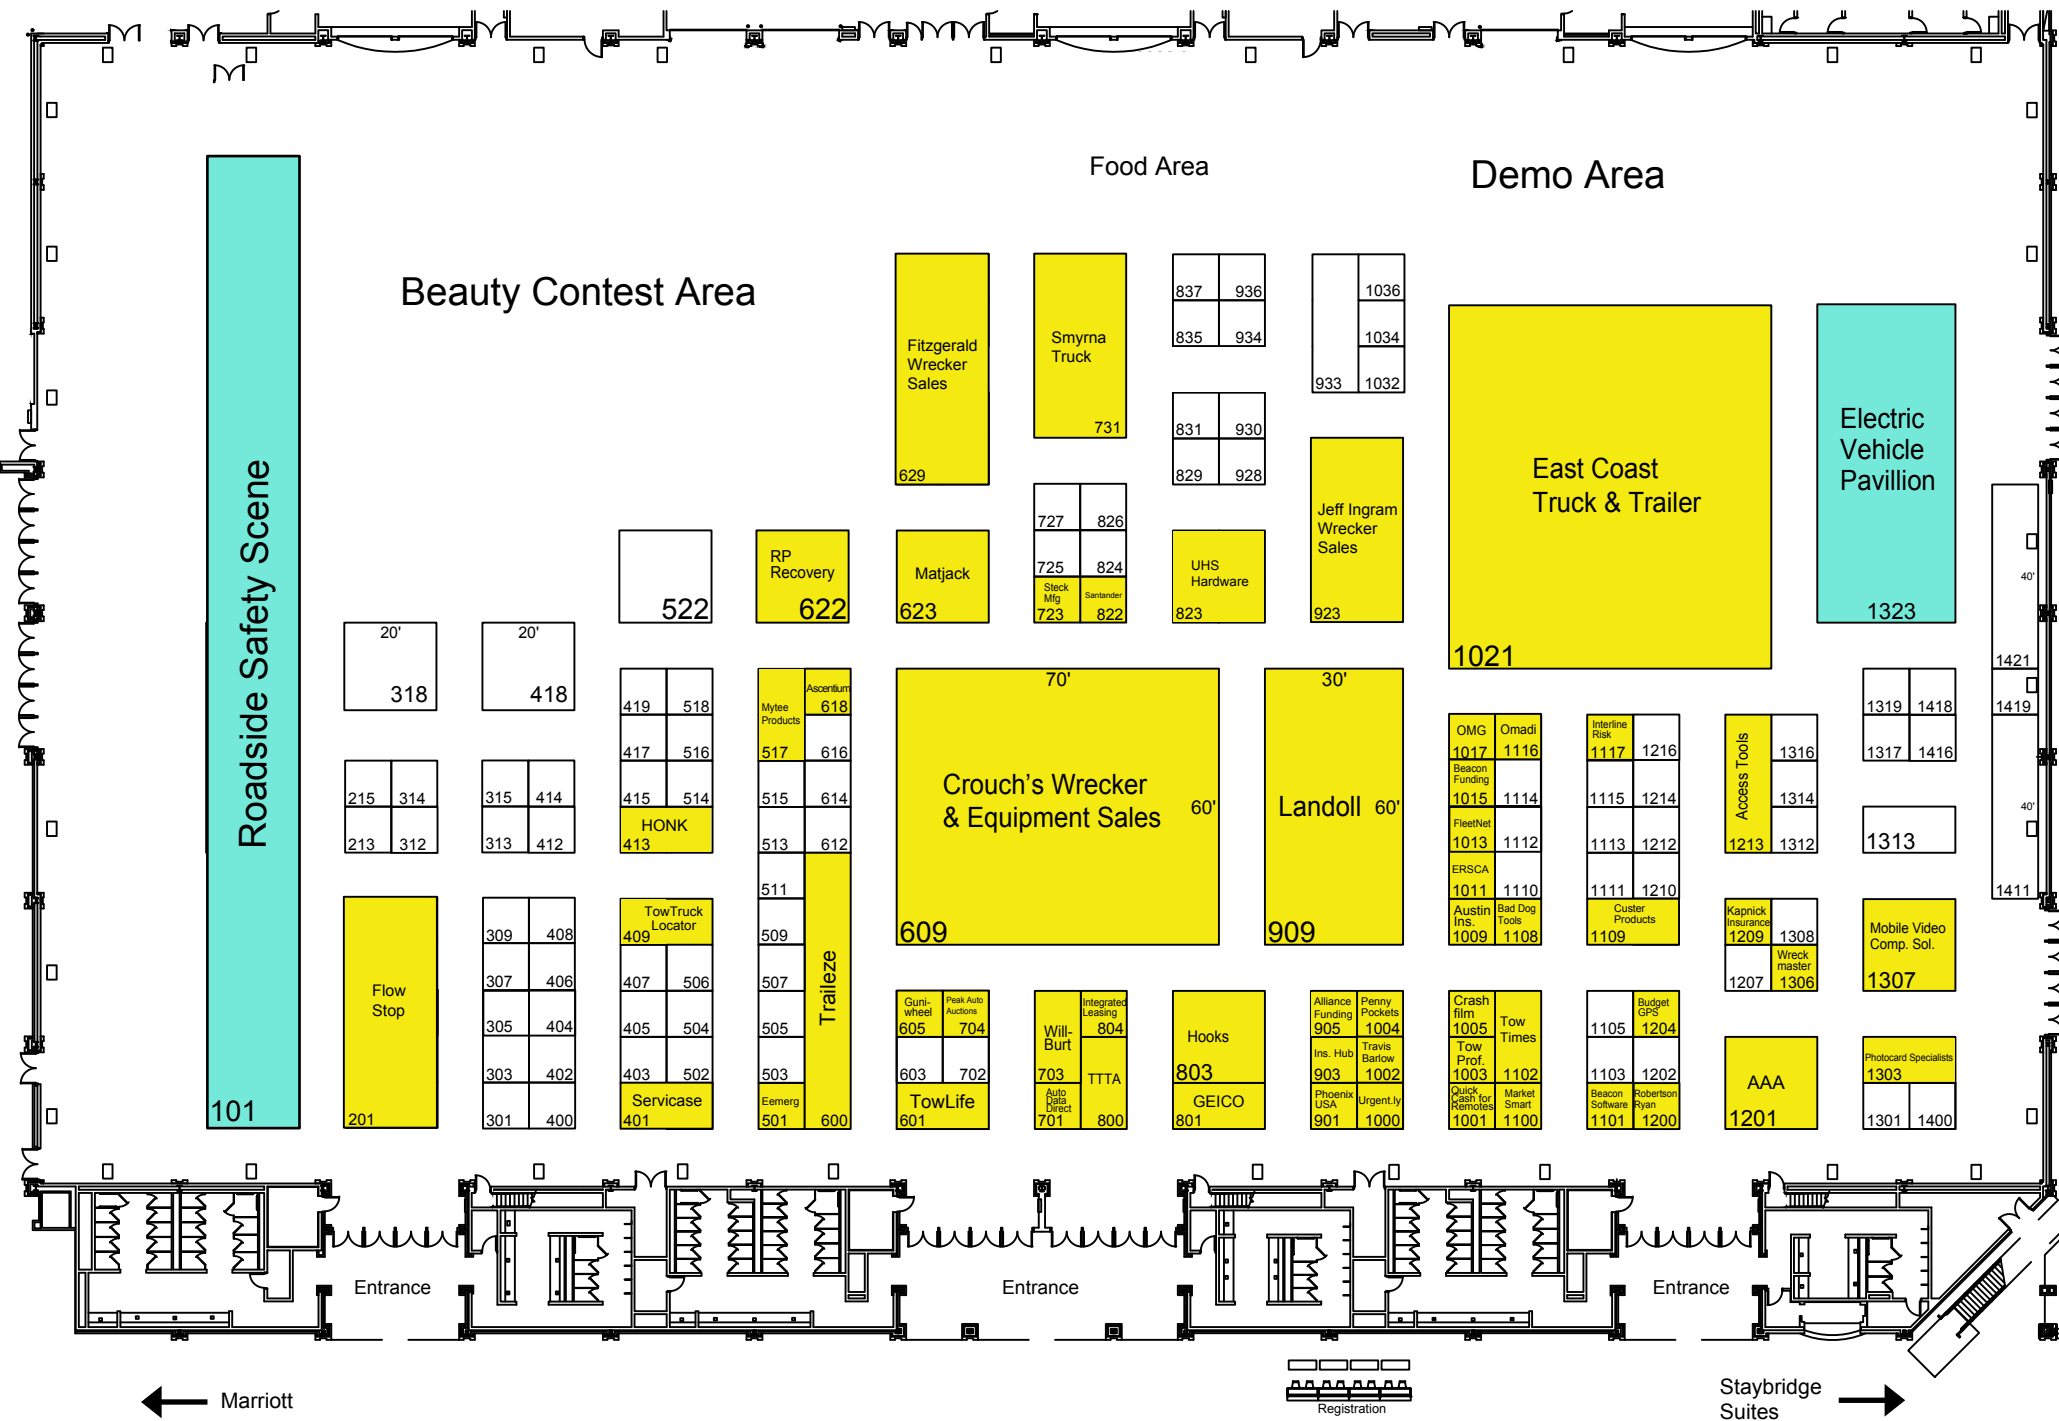 Food Area
Demo Area
Beauty Contest Area
Roadside Safety Scene
101
Fitzgerald
Wrecker
Sales
629
Smyrna
Truck
731
837
936
835
934
831
930
829
928
1036
1034
933
1032
East Coast
Truck & Trailer
1021
Electric
Vehicle
Pavillion
1323
Jeff Ingram
Wrecker
Sales
923
522
RP
Recovery
622
Matjack
623
727
826
725
824
Steck
Mfg
723
Santander
822
UHS
Hardware
823
40'
1421
1419
40'
1411
20'
318
20'
418
419
518
417
516
415
514
HONK
413
Mytee
Products
517
Ascentium
618
616
515
614
513
612
511
509
507
505
503
Eemerg
501
Traileze
600
70'
Crouch's Wrecker
& Equipment Sales
60'
609
30'
Landoll
60'
909
OMG
1017
Omadi
1116
Beacon
Funding
1015
1114
FleetNet
1013
1112
ERSCA
1011
1110
Austin
Ins.
1009
Bad Dog
Tools
1108
Interline
Risk
1117
1216
1115
1214
1113
1212
1111
1210
Custer
Products
1109
Access Tools
1213
1316
1314
1312
1319
1418
1317
1416
1313
215
314
213
312
315
414
313
412
Flow
Stop
201
309
408
307
406
305
404
303
402
301
400
TowTruck
Locator
409
407
506
405
504
403
502
Servicase
401
Guni-
wheel
605
Peak Auto
Auctions
704
603
702
TowLife
601
Will-
Burt
703
Integrated
Leasing
804
TTTA
800
Auto
Data
Direct
701
Hooks
803
GEICO
801
Alliance
Funding
905
Penny
Pockets
1004
Ins. Hub
903
Travis
Barlow
1002
Phoenix
USA
901
Urgent.ly
1000
Crash
film
1005
Tow
Times
1102
Tow
Prof.
1003
Quick
Cash for
Remotes
1001
Market
Smart
1100
1105
Budget
GPS
1204
1103
1202
Beacon
Software
1101
Robertson
Ryan
1200
Kapnick
Insurance
1209
1308
1207
Wreck
master
1306
Mobile Video
Comp. Sol.
1307
AAA
1201
Photocard Specialists
1303
1301
1400
Entrance
Entrance
Entrance
Marriott
Registration
Staybridge
Suites